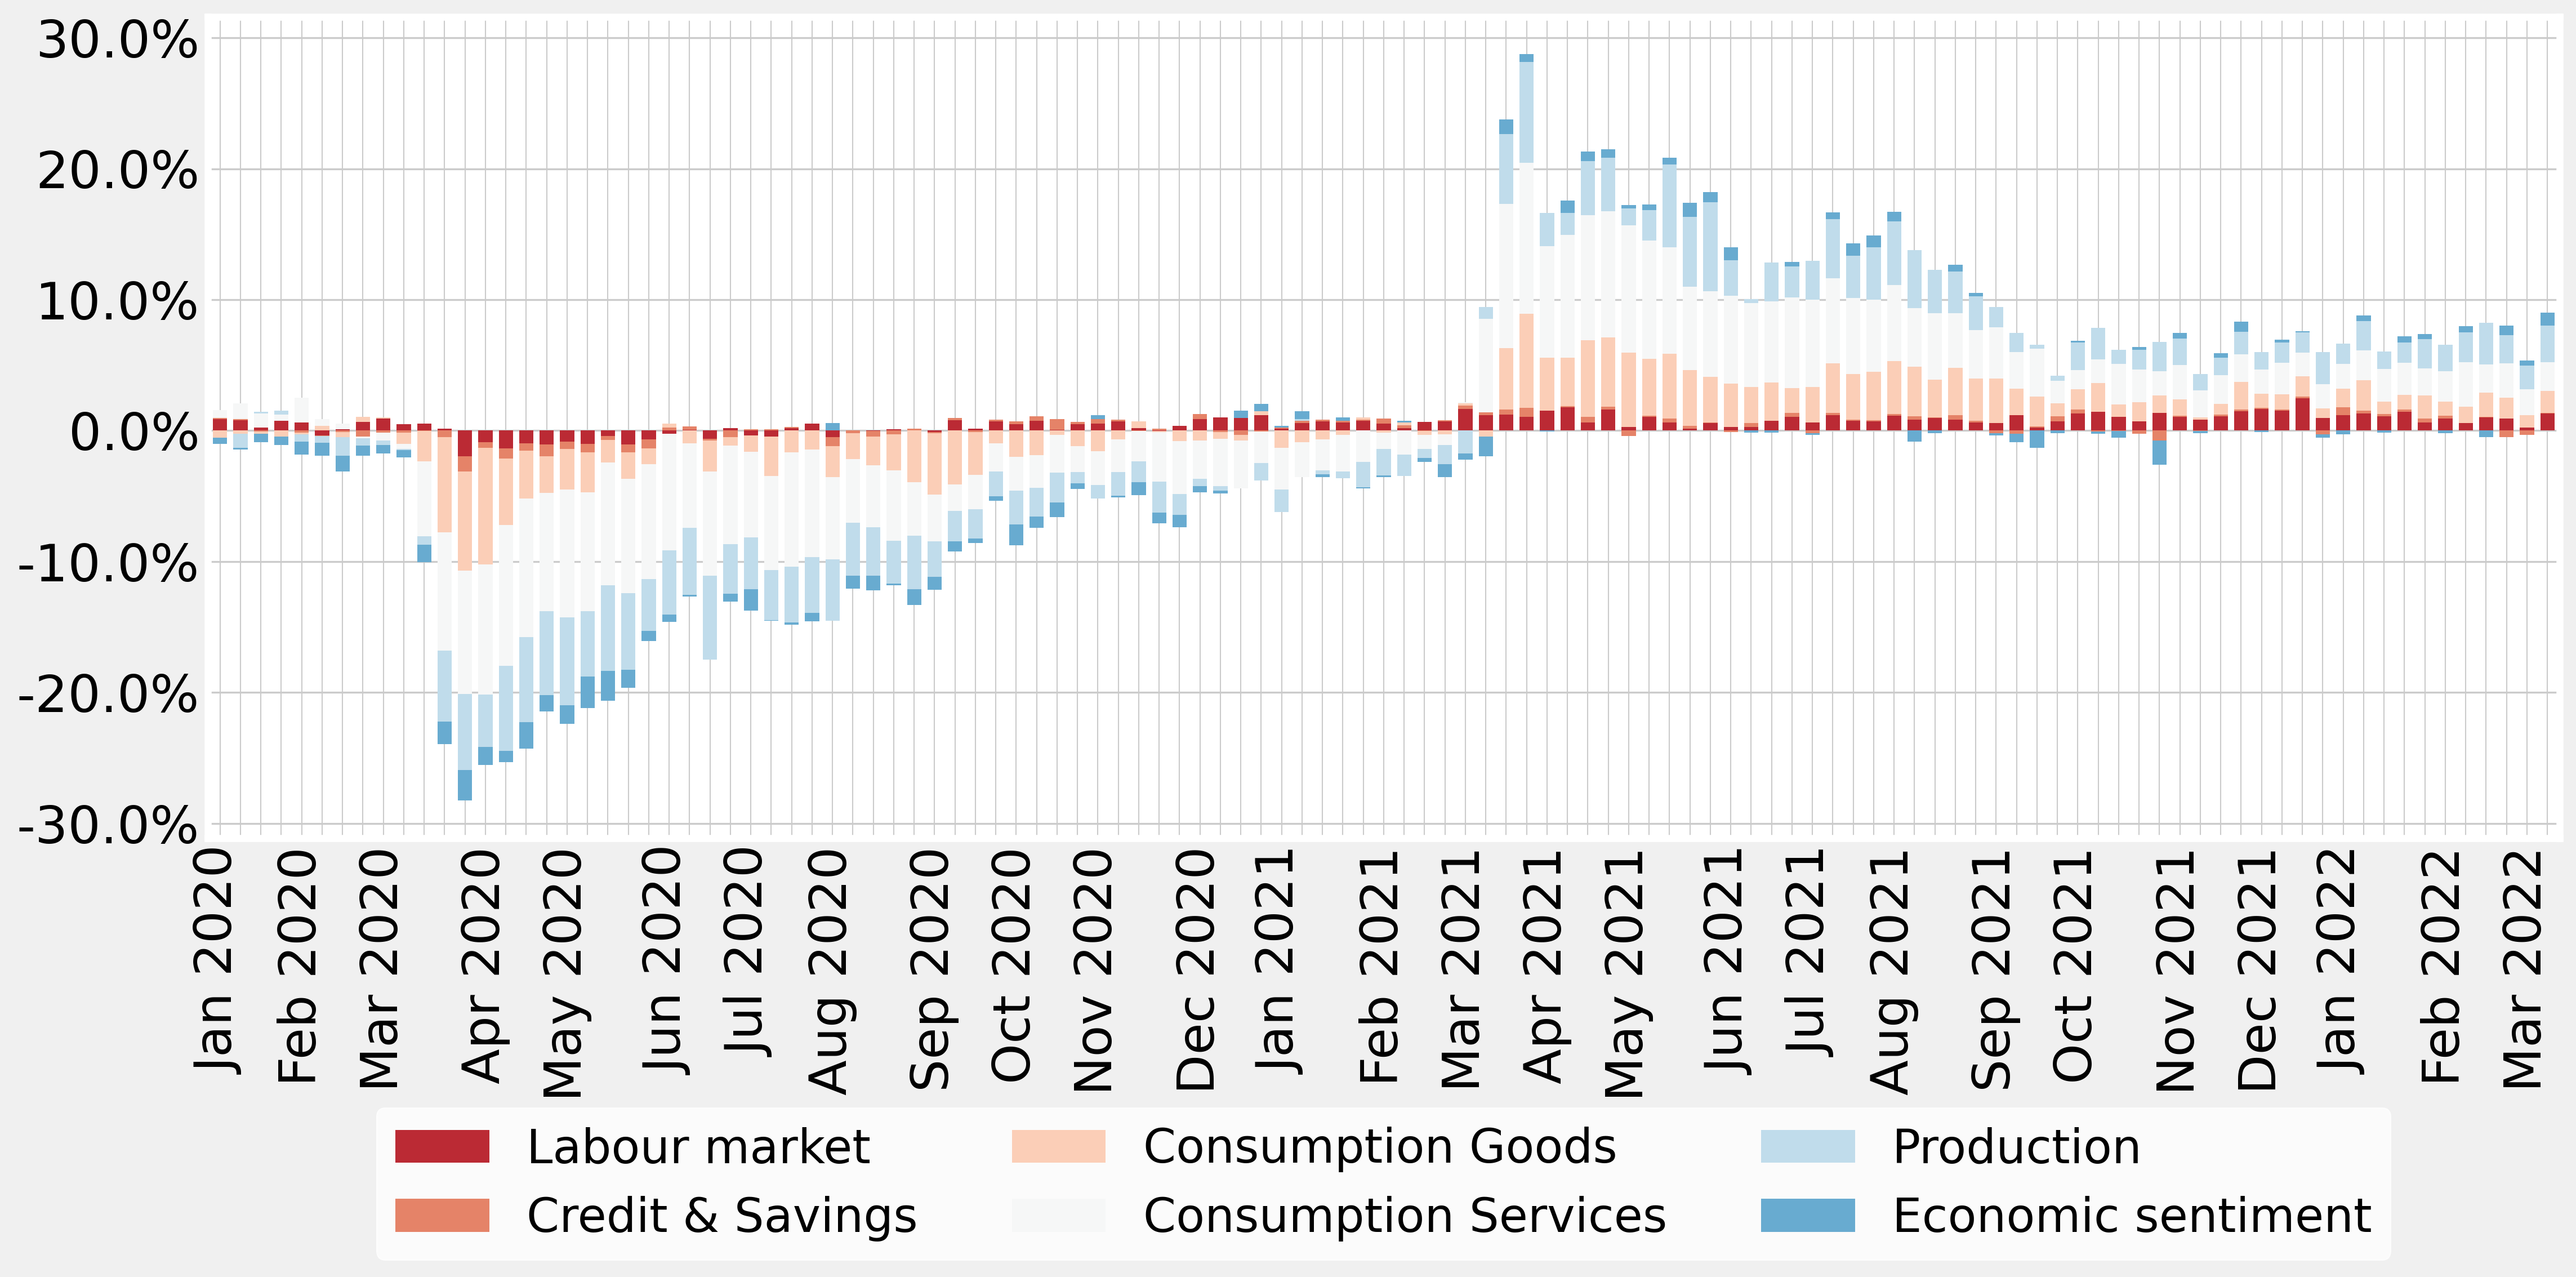 30.0%
20.0%
10.0%
0.0%
-10.0%
-20.0%
-30.0%
Jan 2020
Feb 2020
Mar 2020
Apr 2020
May 2020
Jun 2020
Jul 2020
Aug 2020
Sep 2020
Oct 2020
Nov 2020
Dec 2020
Jan 2021
Feb 2021
Mar 2021
Apr 2021
May 2021
Jun 2021
Jul 2021
Aug 2021
Sep 2021
Oct 2021
Nov 2021
Dec 2021
Jan 2022
Feb 2022
Mar 2022
Labour market
Credit & Savings
Consumption Goods
Consumption Services
Production
Economic sentiment